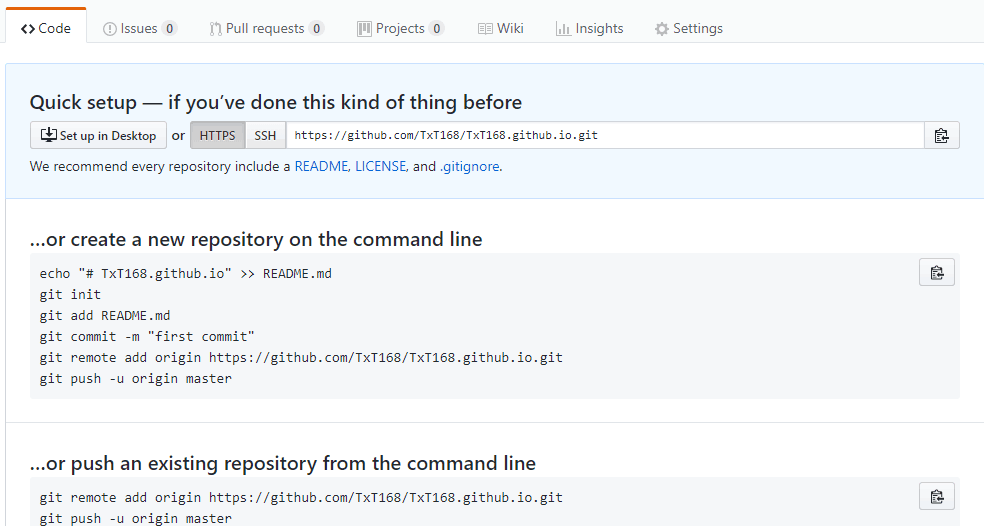 Code Issues 0 Pull requests 0 Projects 0 Wiki Insights Settings
Quick setup — if you’ve done this kind of thing before
Set up in Desktop or HTTPS SSH https://github.com/TxT168/TxT168.github.io.git
We recommend every repository include a README, LICENSE, and .gitignore.
…or create a new repository on the command line
echo "# TxT168.github.io" >> README.md
git init
git add README.md
git commit -m "first commit"
git remote add origin https://github.com/TxT168/TxT168.github.io.git
git push -u origin master
…or push an existing repository from the command line
git remote add origin https://github.com/TxT168/TxT168.github.io.git
git push -u origin master